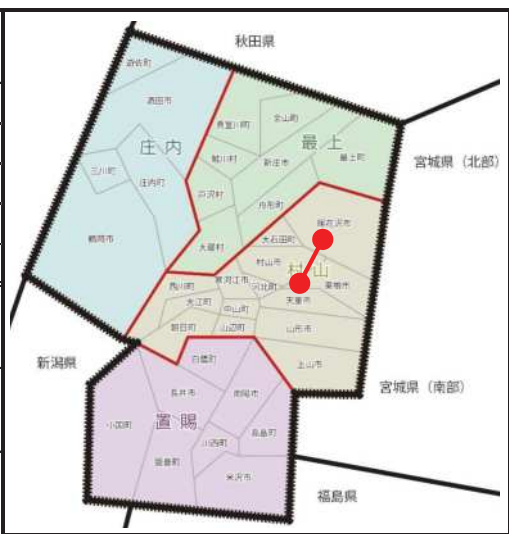 秋田県
遊佐町
酒田市
金山町
真室川町
庄内
最上
鮭川村
新庄市
最上町
宮城県（北部）
三川町
庄内町
戸沢村
舟形町
鶴岡市
大蔵村
大石田町
尾花沢市
村山市
村山
西川町
寒河江市
河北町
東根市
大江町
中山町
天童市
朝日町
山辺町
山形市
新潟県
白鷹町
上山市
宮城県（南部）
長井市
南陽市
小国町
置賜
高畠町
川西町
飯豊町
米沢市
福島県